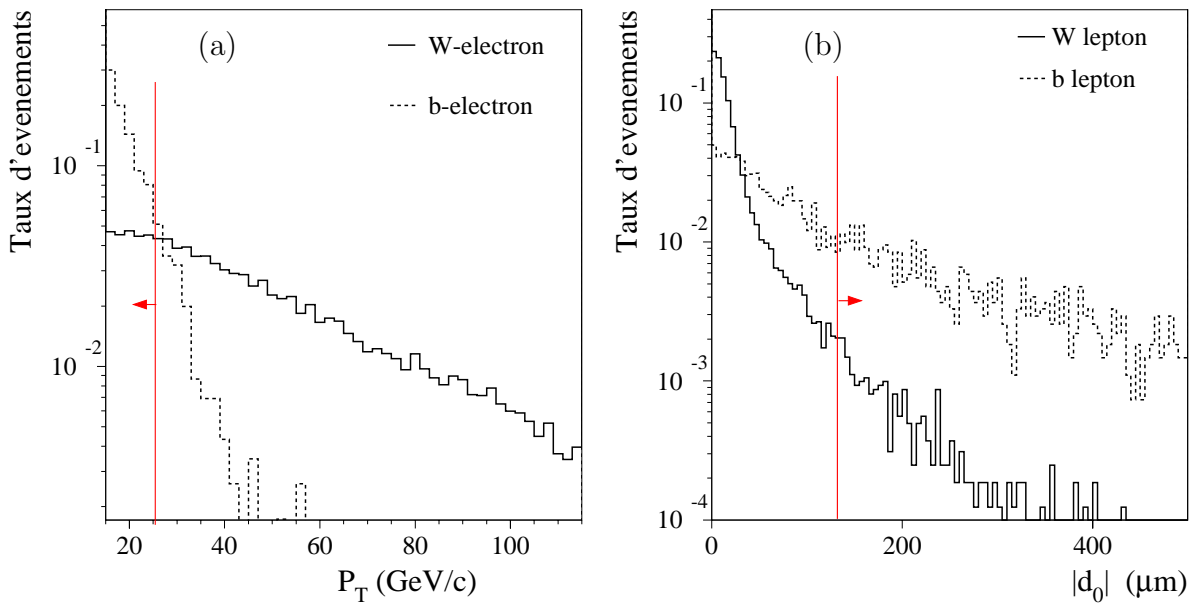 (a)
W-electron
b-electron
Taux d'evenements
10 -1
10 -2
20 40 60 80 100
P_T (GeV/c)
(b)
W lepton
b lepton
Taux d'evenements
10 -1
10 -2
10 -3
10 -4
0 200 400
|d_0| (μm)